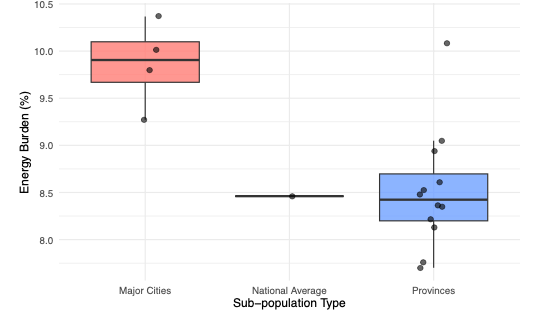 10.5
10.0
9.5
9.0
8.5
8.0
Energy Burden (%)
Major Cities
National Average
Provinces
Sub−population Type